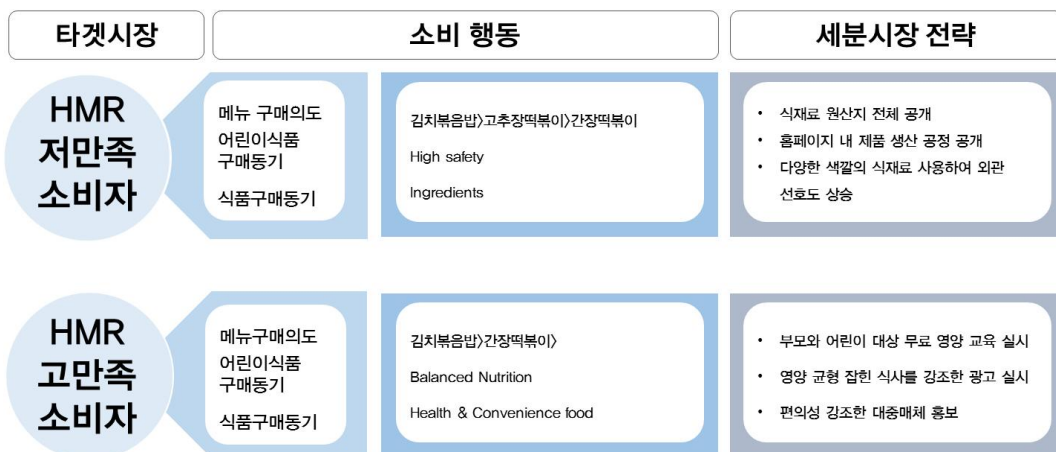 타겟시장
소비 행동
세분시장 전략
HMR
저만족
소비자
메뉴 구매의도
어린이식품
구매동기
식품구매동기
김치볶음밥>고추장떡볶이>간장떡볶이
High safety
Ingredients
• 식재료 원산지 전체 공개
• 홈페이지 내 제품 생산 공정 공개
• 다양한 색깔의 식재료 사용하여 외관
선호도 상승
HMR
고만족
소비자
메뉴구매의도
어린이식품
구매동기
식품구매동기
김치볶음밥>간장떡볶이>
Balanced Nutrition
Health & Convenience food
• 부모와 어린이 대상 무료 영양 교육 실시
• 영양 균형 잡힌 식사를 강조한 광고 실시
• 편의성 강조한 대중매체 홍보